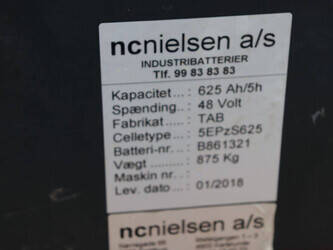 ncnielsen a/s
INDUSTRIBATTERIER
Tlf. 99 83 83 83
Kapacitet... : 625 Ah/5h
Spænding.. : 48 Volt
Fabrikat.... : TAB
Celletype... : 5EPzS625
Batteri-nr.. : B861321
Vægt ........ : 875 Kg
Maskin nr. :
Lev. dato ... : 01/2018
ncnielsen a/s